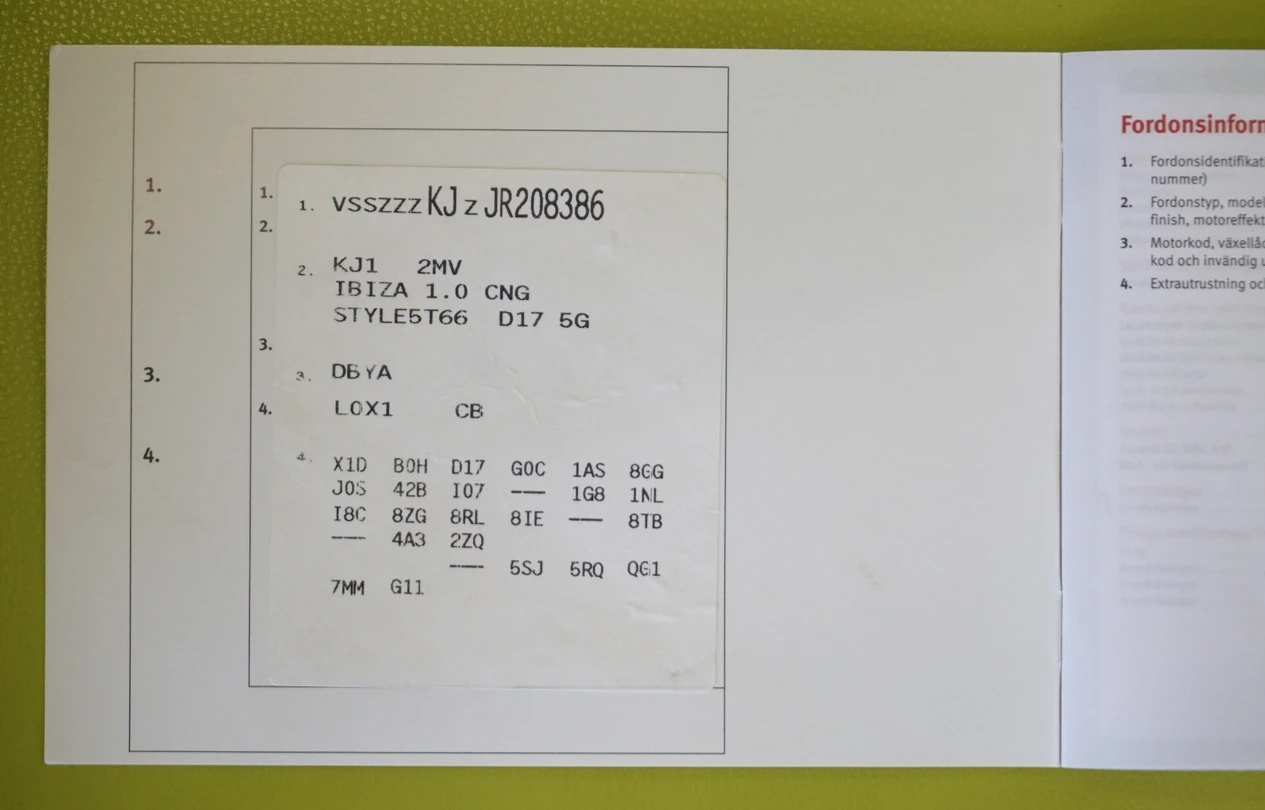 1.
2.
3.
4.
1.
2.
3.
4.
1. VSSZZZKJZJR208386
2. KJ1 2MV
IBIZA 1.0 CNG
STYLE5T66 D17 5G
3. DBYA
L0X1 CB
4. X1D B0H D17 G0C 1AS 8GG
J0S 42B I07 --- 1G8 1NL
I8C 8ZG 8RL 8IE --- 8TB
--- 4A3 2ZQ
--- 5SJ 5RQ QG1
7MM G11
Fordonsinforn
1. Fordonsidentifikat
nummer)
2. Fordonstyp, model
finish, motoreffekt
3. Motorkod, växellåd
kod och invändig u
4. Extrautrustning oc